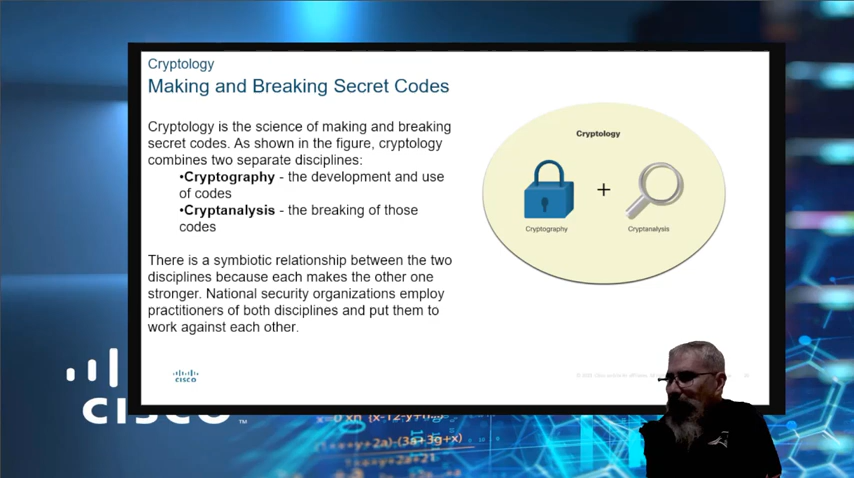 Cryptology
Making and Breaking Secret Codes
Cryptology is the science of making and breaking
secret codes. As shown in the figure, cryptology
combines two separate disciplines:
•Cryptography - the development and use
of codes
•Cryptanalysis - the breaking of those
codes
There is a symbiotic relationship between the two
disciplines because each makes the other one
stronger. National security organizations employ
practitioners of both disciplines and put them to
work against each other.
Cryptology
+
Cryptography
Cryptanalysis
CISCO
CISCO